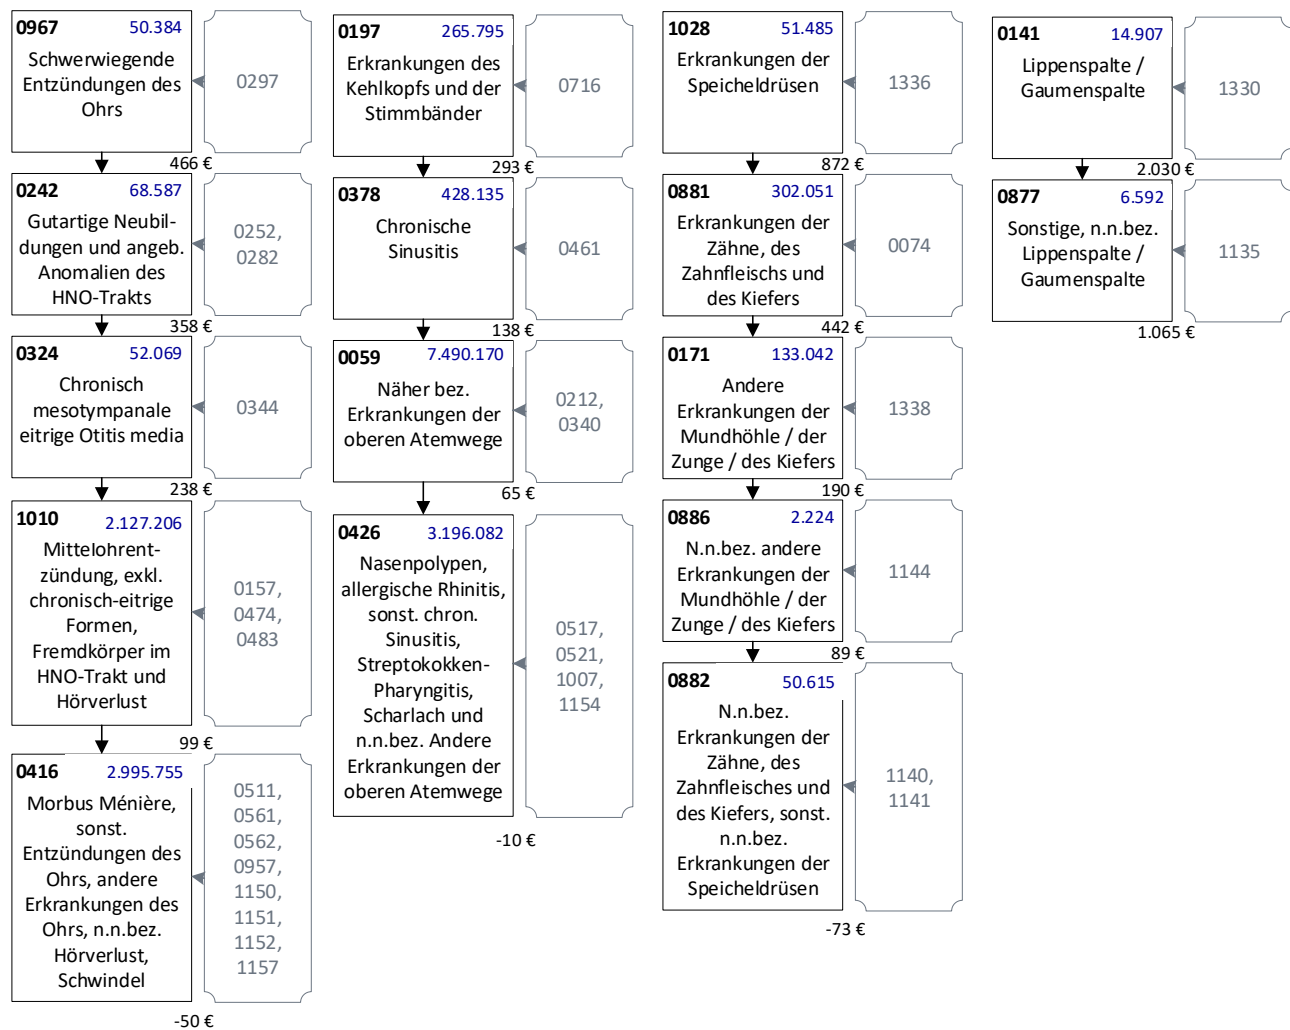 0967 50.384
Schwerwiegende
Entzündungen des
Ohrs
0297
466 €
0242 68.587
Gutartige Neubil-
dungen und angeb.
Anomalien des
HNO-Trakts
0252,
0282
358 €
0324 52.069
Chronisch
mesotympanale
eitrige Otitis media
0344
238 €
1010 2.127.206
Mittelohrent-
zündung, exkl.
chronisch-eitrige
Formen,
Fremdkörper im
HNO-Trakt und
Hörverlust
0157,
0474,
0483
99 €
0416 2.995.755
Morbus Ménière,
sonst.
Entzündungen des
Ohrs, andere
Erkrankungen des
Ohrs, n.n.bez.
Hörverlust,
Schwindel
0511,
0561,
0562,
0957,
1150,
1151,
1152,
1157
-50 €
0197 265.795
Erkrankungen des
Kehlkopfs und der
Stimmbänder
0716
293 €
0378 428.135
Chronische
Sinusitis
0461
138 €
0059 7.490.170
Näher bez.
Erkrankungen der
oberen Atemwege
0212,
0340
65 €
0426 3.196.082
Nasenpolypen,
allergische Rhinitis,
sonst. chron.
Sinusitis,
Streptokokken-
Pharyngitis,
Scharlach und
n.n.bez. Andere
Erkrankungen der
oberen Atemwege
0517,
0521,
1007,
1154
-10 €
1028 51.485
Erkrankungen der
Speicheldrüsen
1336
872 €
0881 302.051
Erkrankungen der
Zähne, des
Zahnfleischs und
des Kiefers
0074
442 €
0171 133.042
Andere
Erkrankungen der
Mundhöhle / der
Zunge / des Kiefers
1338
190 €
0886 2.224
N.n.bez. andere
Erkrankungen der
Mundhöhle / der
Zunge / des Kiefers
1144
89 €
0882 50.615
N.n.bez.
Erkrankungen der
Zähne, des
Zahnfleisches und
des Kiefers, sonst.
n.n.bez.
Erkrankungen der
Speicheldrüsen
1140,
1141
-73 €
0141 14.907
Lippenspalte /
Gaumenspalte
1330
2.030 €
0877 6.592
Sonstige, n.n.bez.
Lippenspalte /
Gaumenspalte
1135
1.065 €